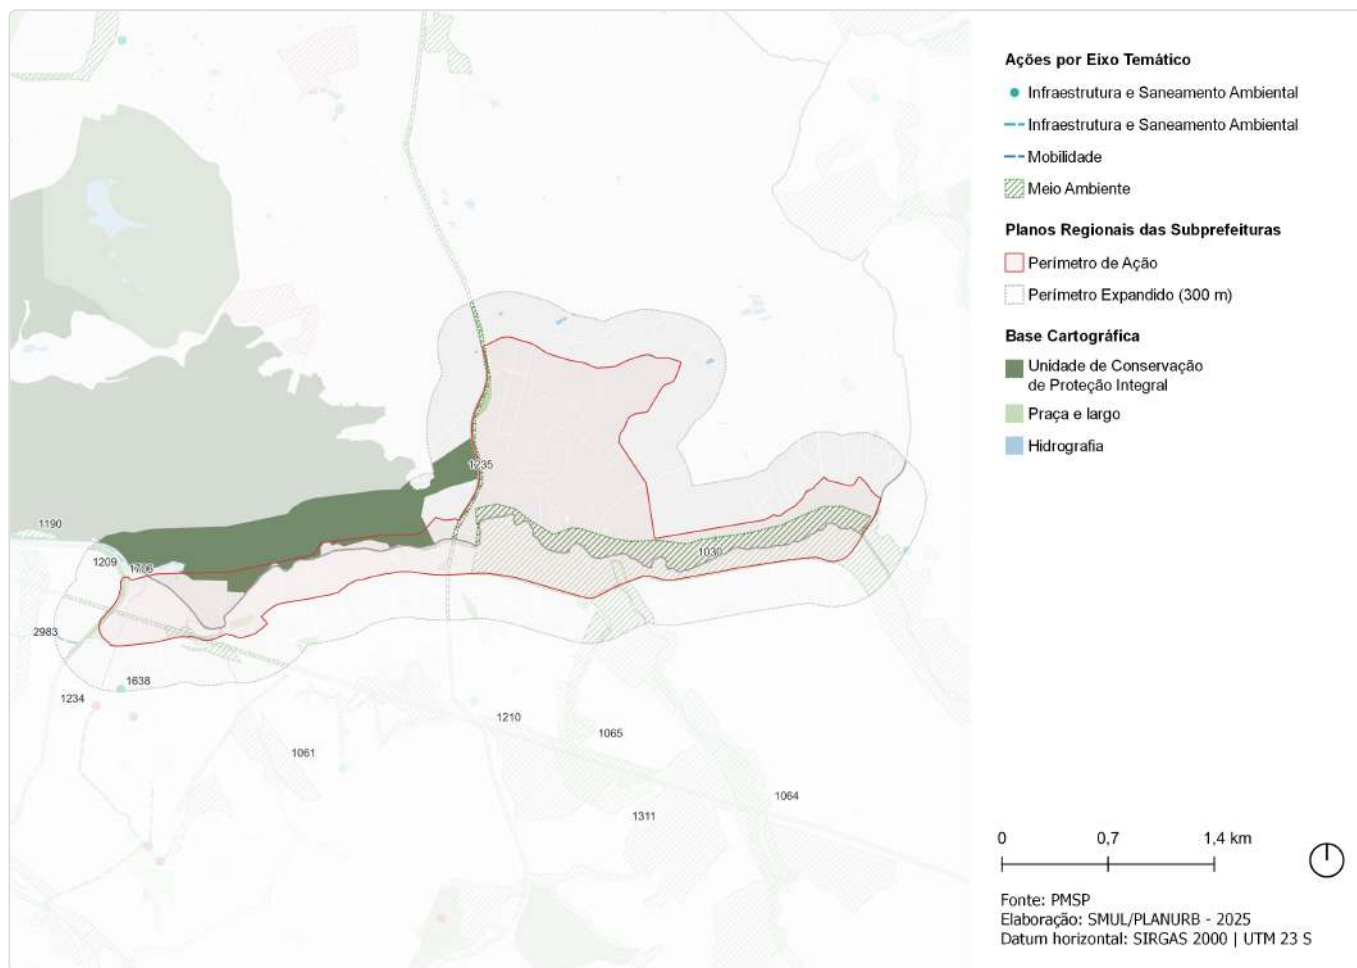 1235
1190
1030
1209
1706
2983
1638
1234
1210
1065
1061
1064
1311
Ações por Eixo Temático
Infraestrutura e Saneamento Ambiental
Infraestrutura e Saneamento Ambiental
Mobilidade
Meio Ambiente
Planos Regionais das Subprefeituras
Perímetro de Ação
Perímetro Expandido (300 m)
Base Cartográfica
Unidade de Conservação
de Proteção Integral
Praça e largo
Hidrografia
0 0,7 1,4 km
Fonte: PMSP
Elaboração: SMUL/PLANURB - 2025
Datum horizontal: SIRGAS 2000 | UTM 23 S